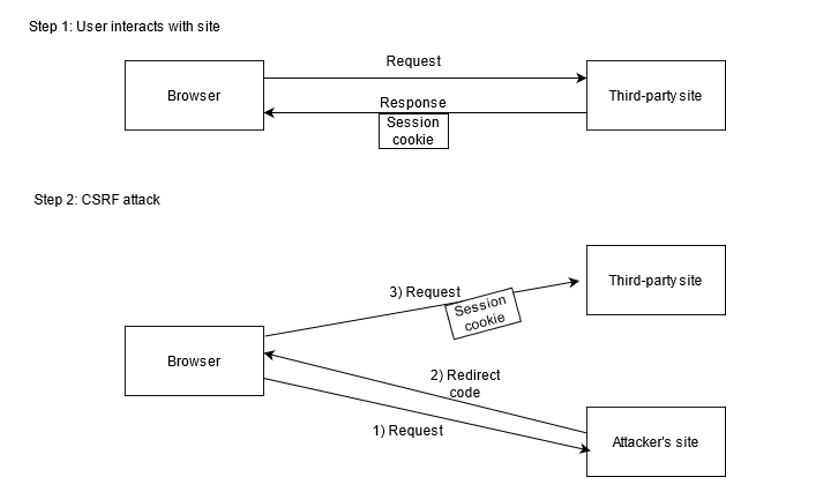 Step 1: User interacts with site
Request
Browser
Third-party site
Response
Session
cookie
Step 2: CSRF attack
Third-party site
3) Request
Session
cookie
Browser
2) Redirect
code
1) Request
Attacker's site